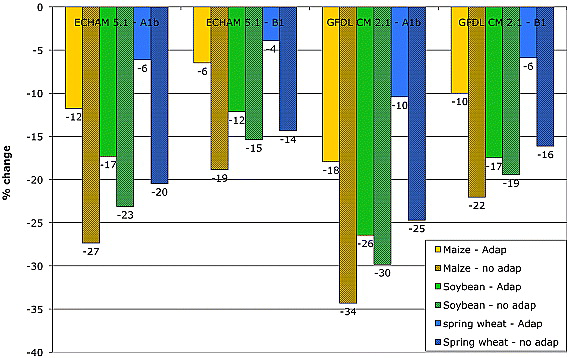 ECHAM 5.1 - A1b ECHAM 5.1 - B1 GFDL CM 2.1 - A1b GFDL CM 2.1 - B1
0
-5
-10
-15
-20
-25
-30
-35
-40
% change
-12 -27 -17 -23 -6 -20
-6 -19 -12 -15 -4 -14
-18 -34 -26 -30 -10 -25
-10 -22 -17 -19 -6 -16
Maize - Adap
Maize - no adap
Soybean - Adap
Soybean - no adap
spring wheat - Adap
Spring wheat - no adap